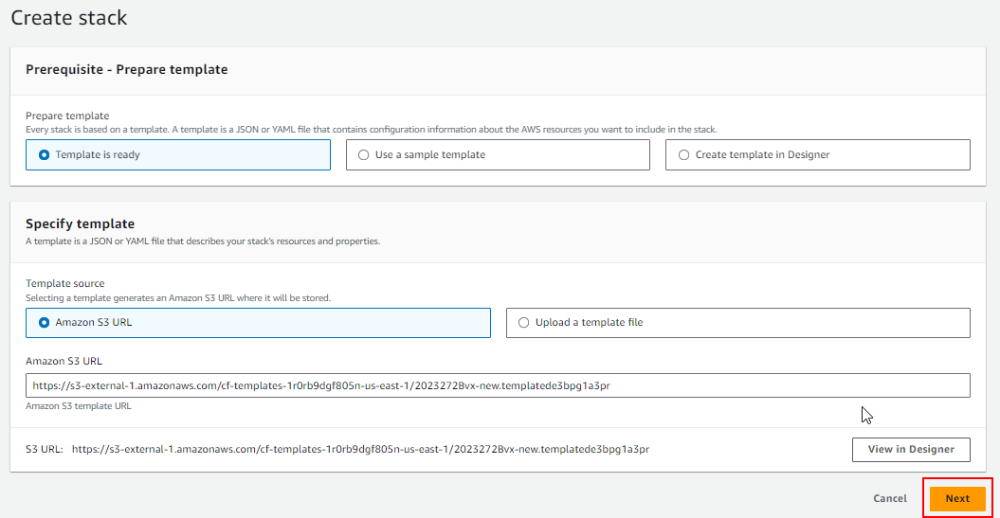 Create stack
Prerequisite - Prepare template
Prepare template
Every stack is based on a template. A template is a JSON or YAML file that contains configuration information about the AWS resources you want to include in the stack.
Template is ready
Use a sample template
Create template in Designer
Specify template
A template is a JSON or YAML file that describes your stack's resources and properties.
Template source
Selecting a template generates an Amazon S3 URL where it will be stored.
Amazon S3 URL
Upload a template file
Amazon S3 URL
https://s3-external-1.amazonaws.com/cf-templates-1r0rb9dgf805n-us-east-1/2023272Bvx-new.templatede3bpg1a3pr
Amazon S3 template URL
S3 URL: https://s3-external-1.amazonaws.com/cf-templates-1r0rb9dgf805n-us-east-1/2023272Bvx-new.templatede3bpg1a3pr
View in Designer
Cancel
Next